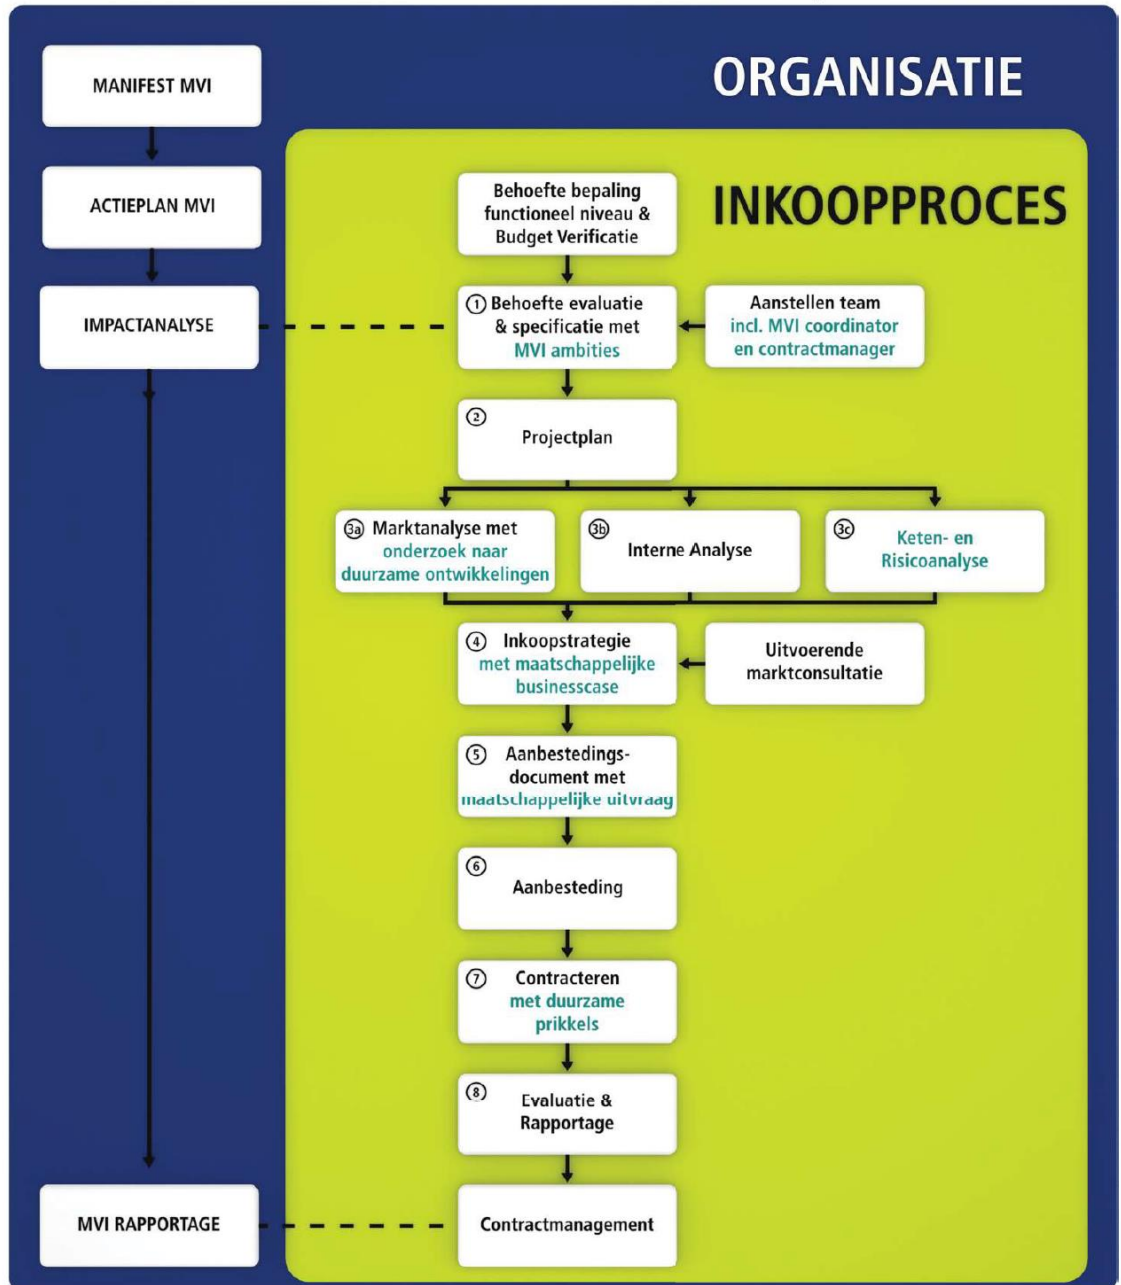 ORGANISATIE
MANIFEST MVI
ACTIEPLAN MVI
IMPACTANALYSE
MVI RAPPORTAGE
INKOOPPROCES
Behoefte bepaling
functioneel niveau &
Budget Verificatie
1 Behoefte evaluatie
& specificatie met
MVI ambities
Aanstellen team
incl. MVI coordinator
en contractmanager
2
Projectplan
3a Marktanalyse met
onderzoek naar
duurzame ontwikkelingen
3b
Interne Analyse
3c
Keten- en
Risicoanalyse
4 Inkoopstrategie
met maatschappelijke
businesscase
Uitvoerende
marktconsultatie
5 Aanbestedings-
document met
maatschappelijke uitvraag
6
Aanbesteding
7 Contracteren
met duurzame
prikkels
8
Evaluatie &
Rapportage
Contractmanagement